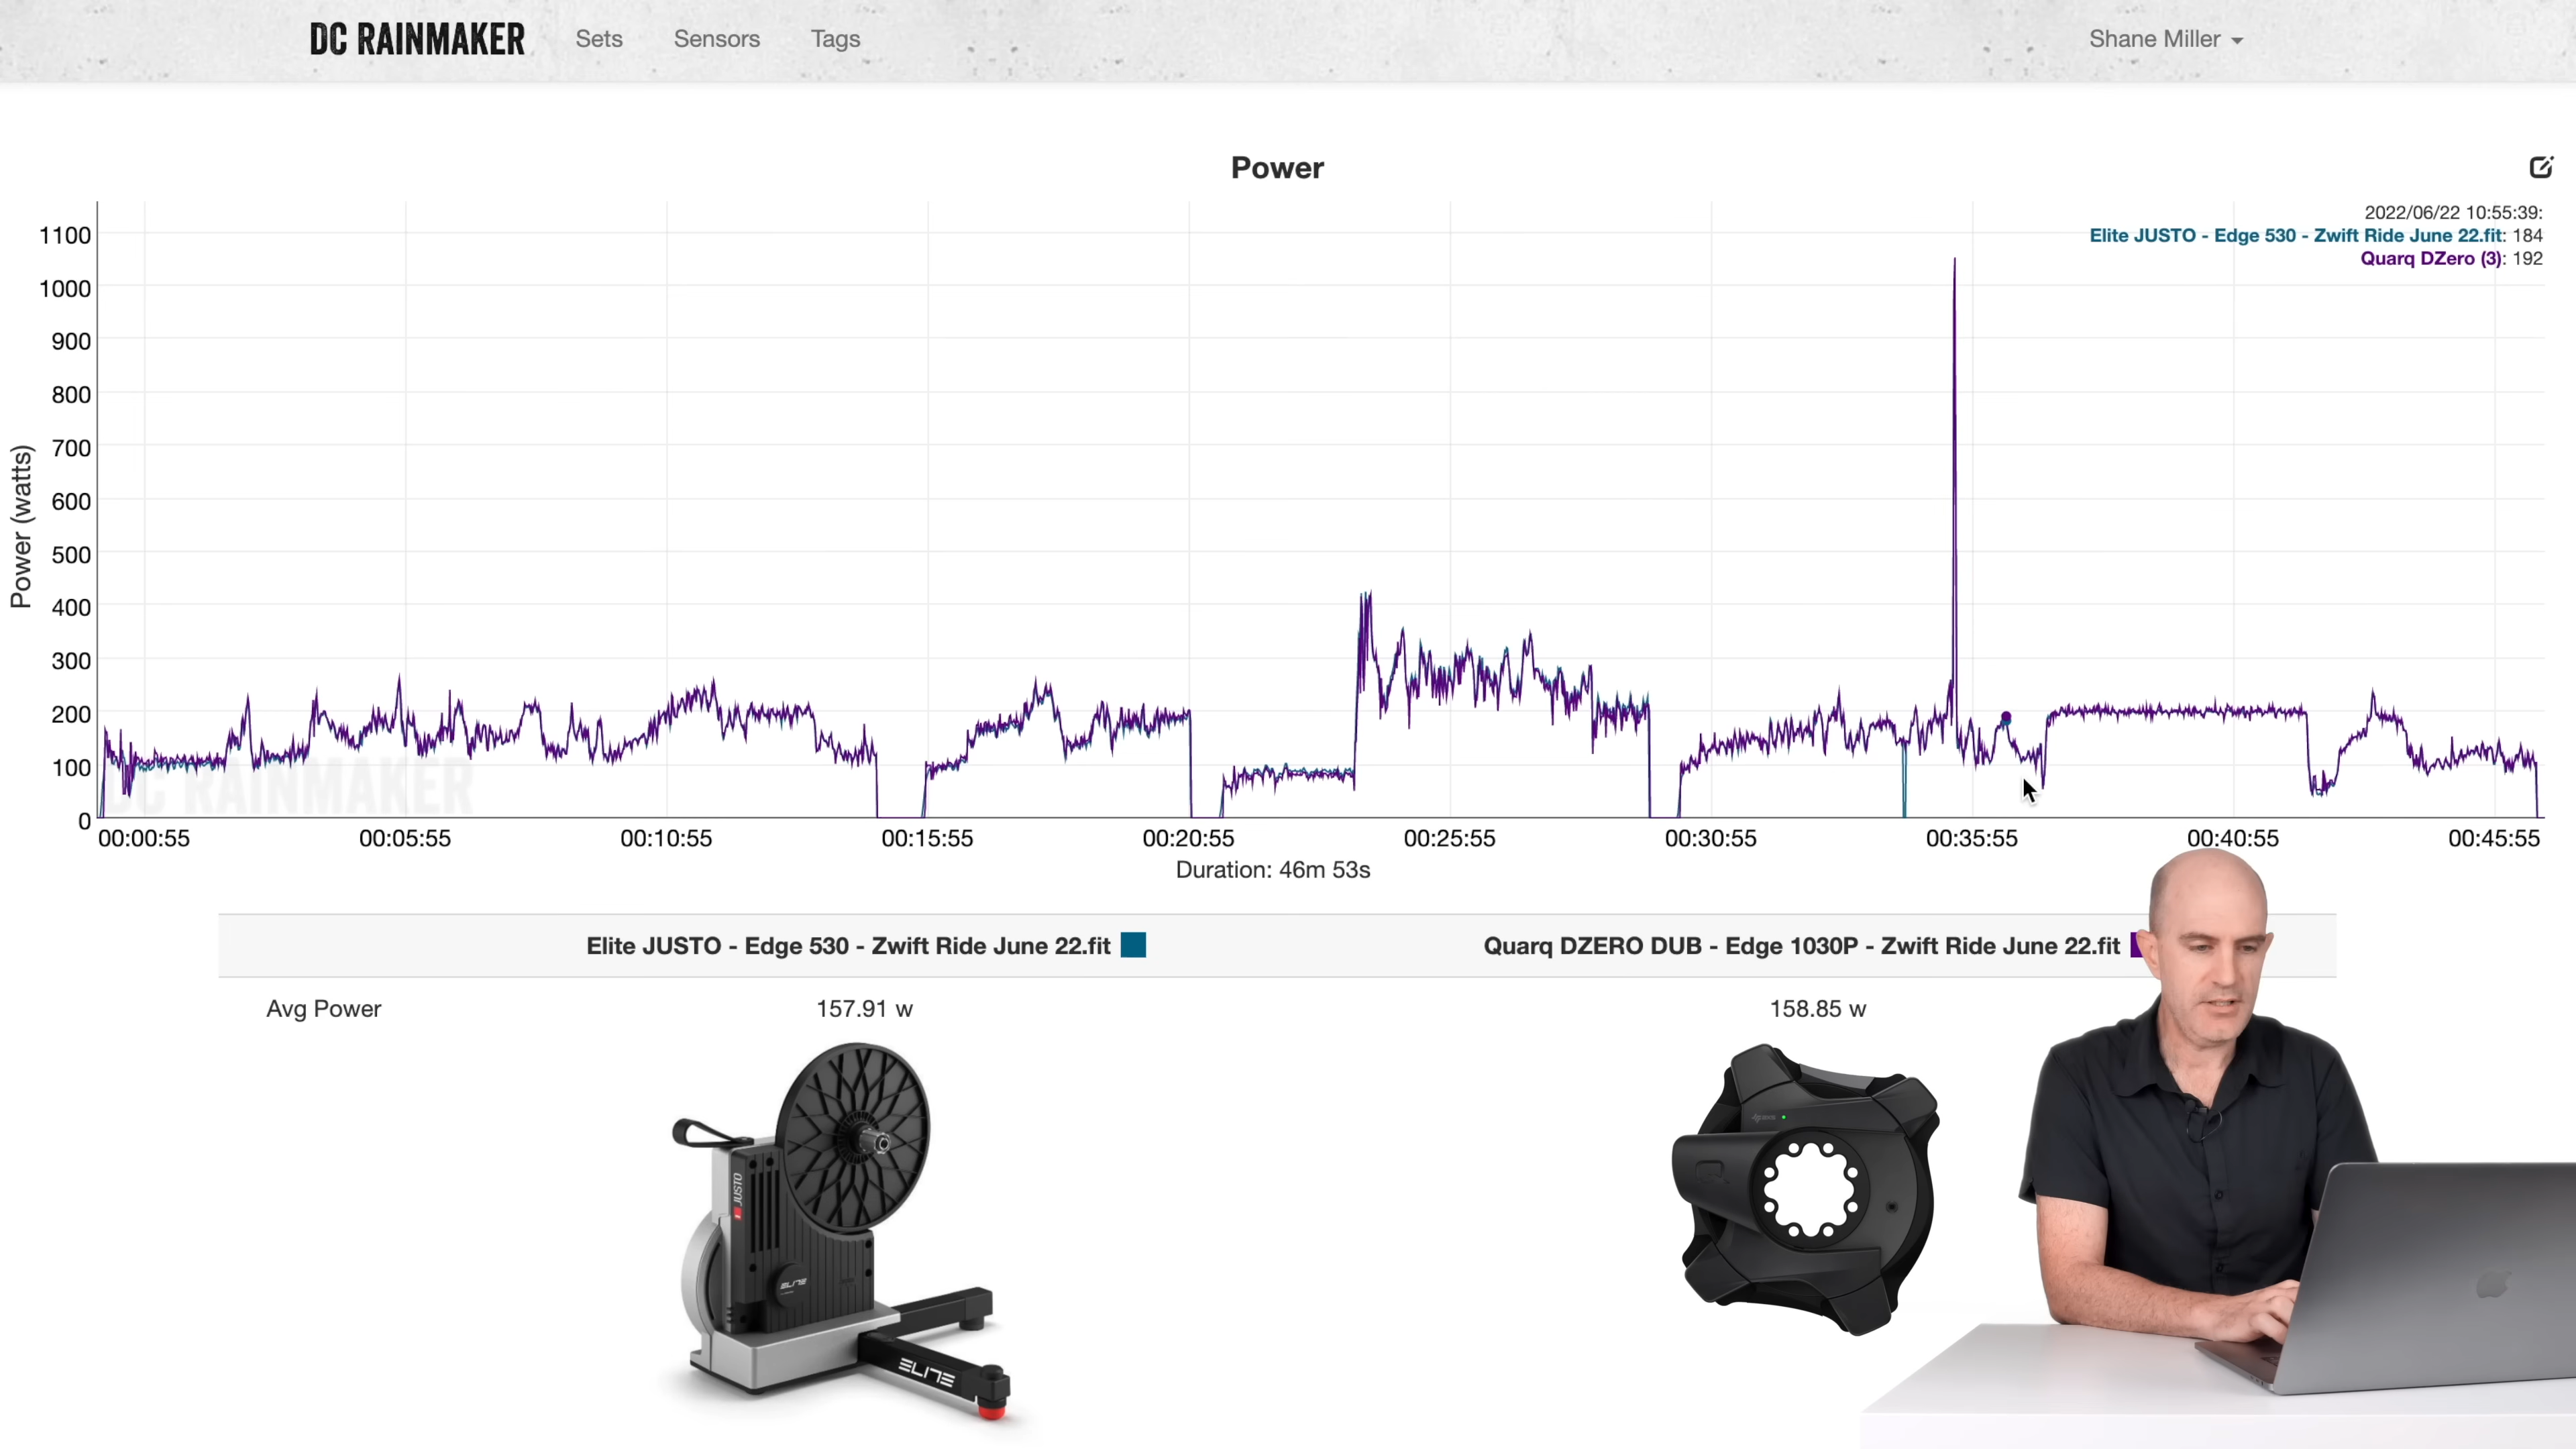 DC RAINMAKER
Sets
Sensors
Tags
Shane Miller
Power
2022/06/22 10:55:39:
Elite JUSTO - Edge 530 - Zwift Ride June 22.fit: 184
Quarq DZero (3): 192
Power (watts)
1100
1000
900
800
700
600
500
400
300
200
100
0
DC RAINMAKER
00:00:55
00:05:55
00:10:55
00:15:55
00:20:55
00:25:55
00:30:55
00:35:55
00:40:55
00:45:55
Duration: 46m 53s
Elite JUSTO - Edge 530 - Zwift Ride June 22.fit
Quarq DZERO DUB - Edge 1030P - Zwift Ride June 22.fit
Avg Power
157.91 w
158.85 w
JUSTO
ELITE
ELITE